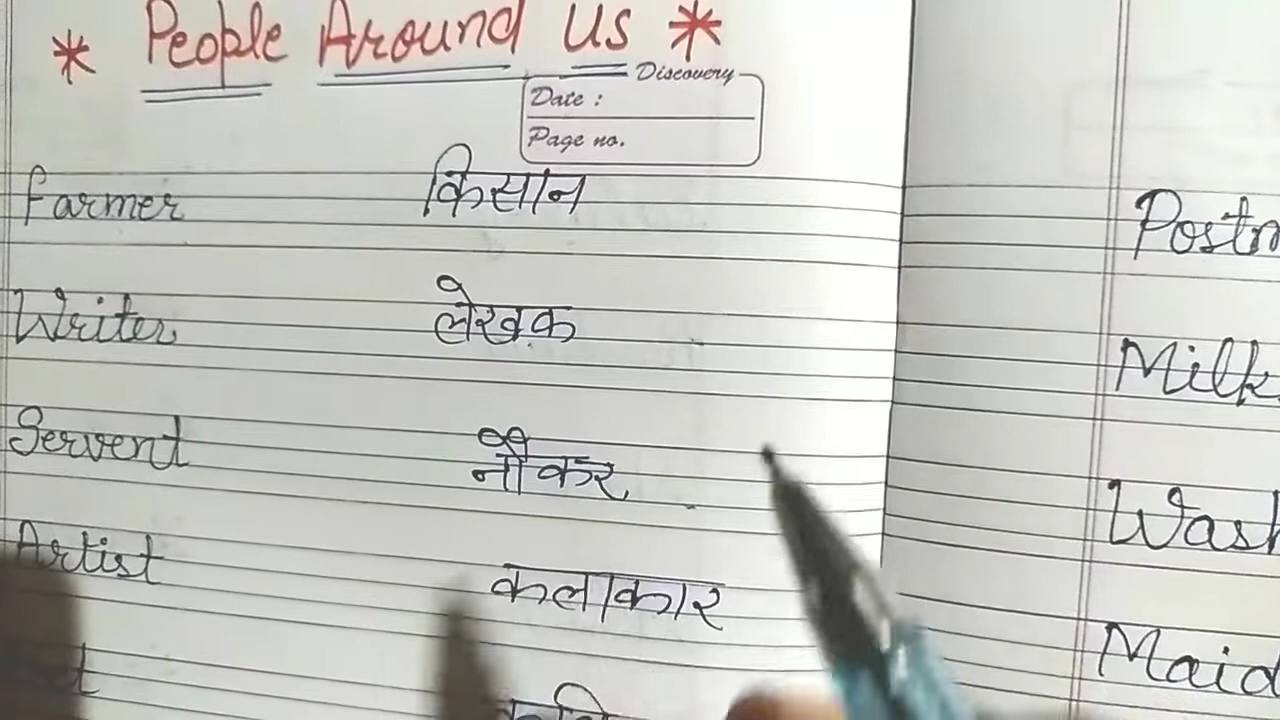 * People Around Us *
Discovery
Date :
Page no.
Farmer किसान
Writer लेखक
Servent नौकर
Artist कलाकार
Postm
Milk
Wash
Maid